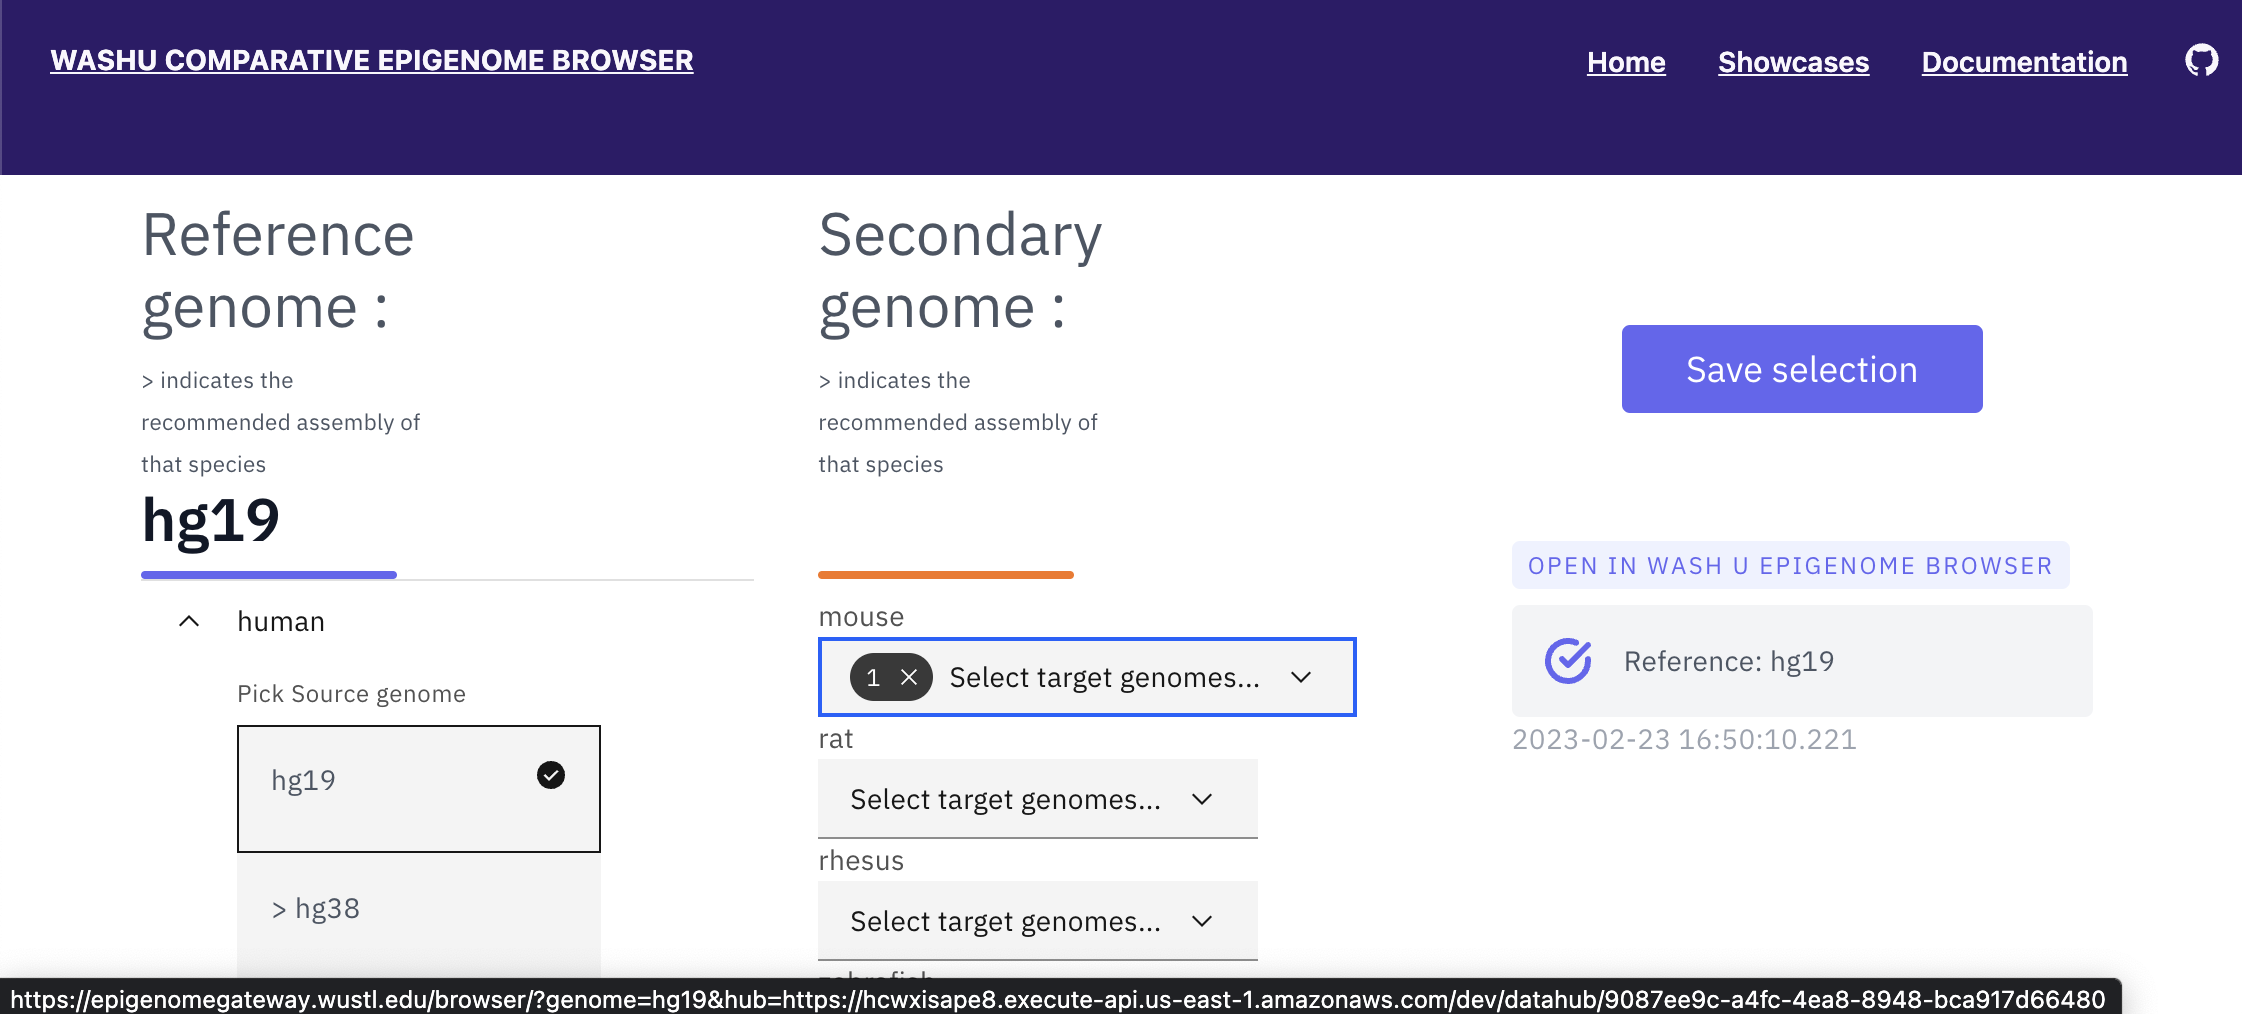 WASHU COMPARATIVE EPIGENOME BROWSER
Home Showcases Documentation
Reference
genome :
> indicates the
recommended assembly of
that species
hg19
human
Pick Source genome
hg19
> hg38
Secondary
genome :
> indicates the
recommended assembly of
that species
mouse
1 Select target genomes...
rat
Select target genomes...
rhesus
Select target genomes...
zebrafish
Save selection
OPEN IN WASH U EPIGENOME BROWSER
Reference: hg19
2023-02-23 16:50:10.221
https://epigenomegateway.wustl.edu/browser/?genome=hg19&hub=https://hcwxisape8.execute-api.us-east-1.amazonaws.com/dev/datahub/9087ee9c-a4fc-4ea8-8948-bca917d66480